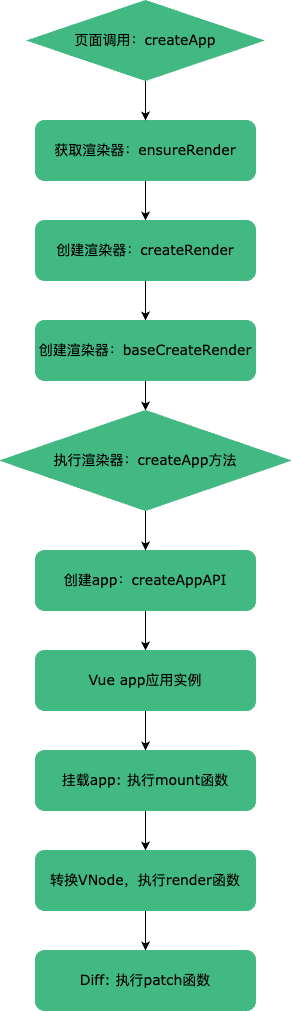 页面调用：createApp
获取渲染器：ensureRender
创建渲染器：createRender
创建渲染器：baseCreateRender
执行渲染器：createApp方法
创建app：createAppAPI
Vue app应用实例
挂载app: 执行mount函数
转换VNode，执行render函数
Diff: 执行patch函数